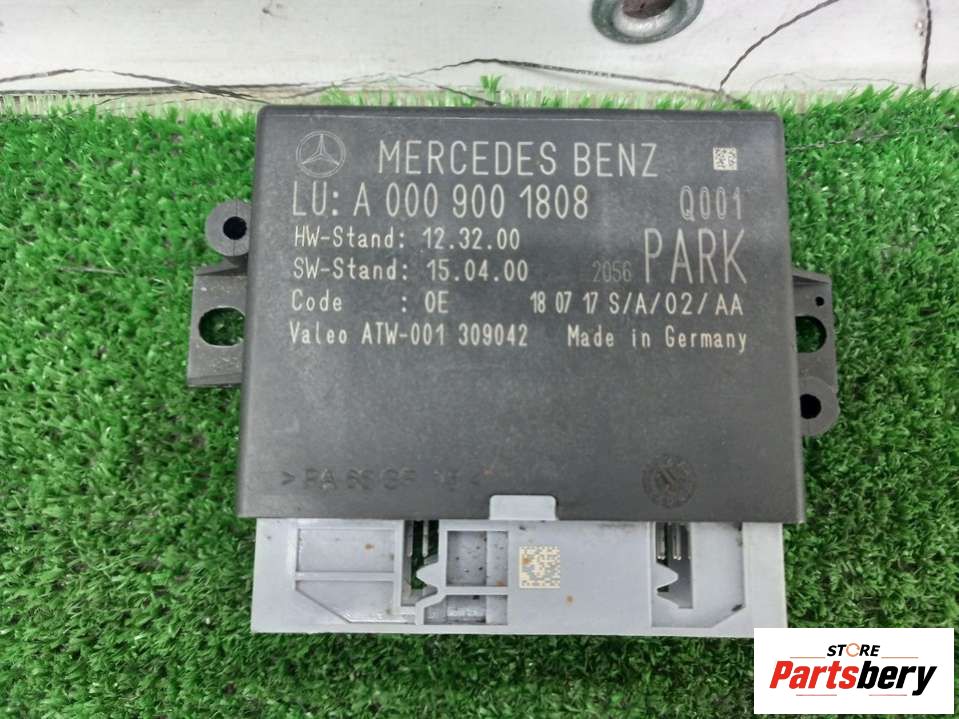 MERCEDES BENZ
LU: A 000 900 1808 Q001
HW-Stand: 12.32.00
SW-Stand: 15.04.00 2056 PARK
Code : 0E 18 07 17 S/A/02/AA
Valeo ATW-001 309042 Made in Germany
STORE
Partsbery